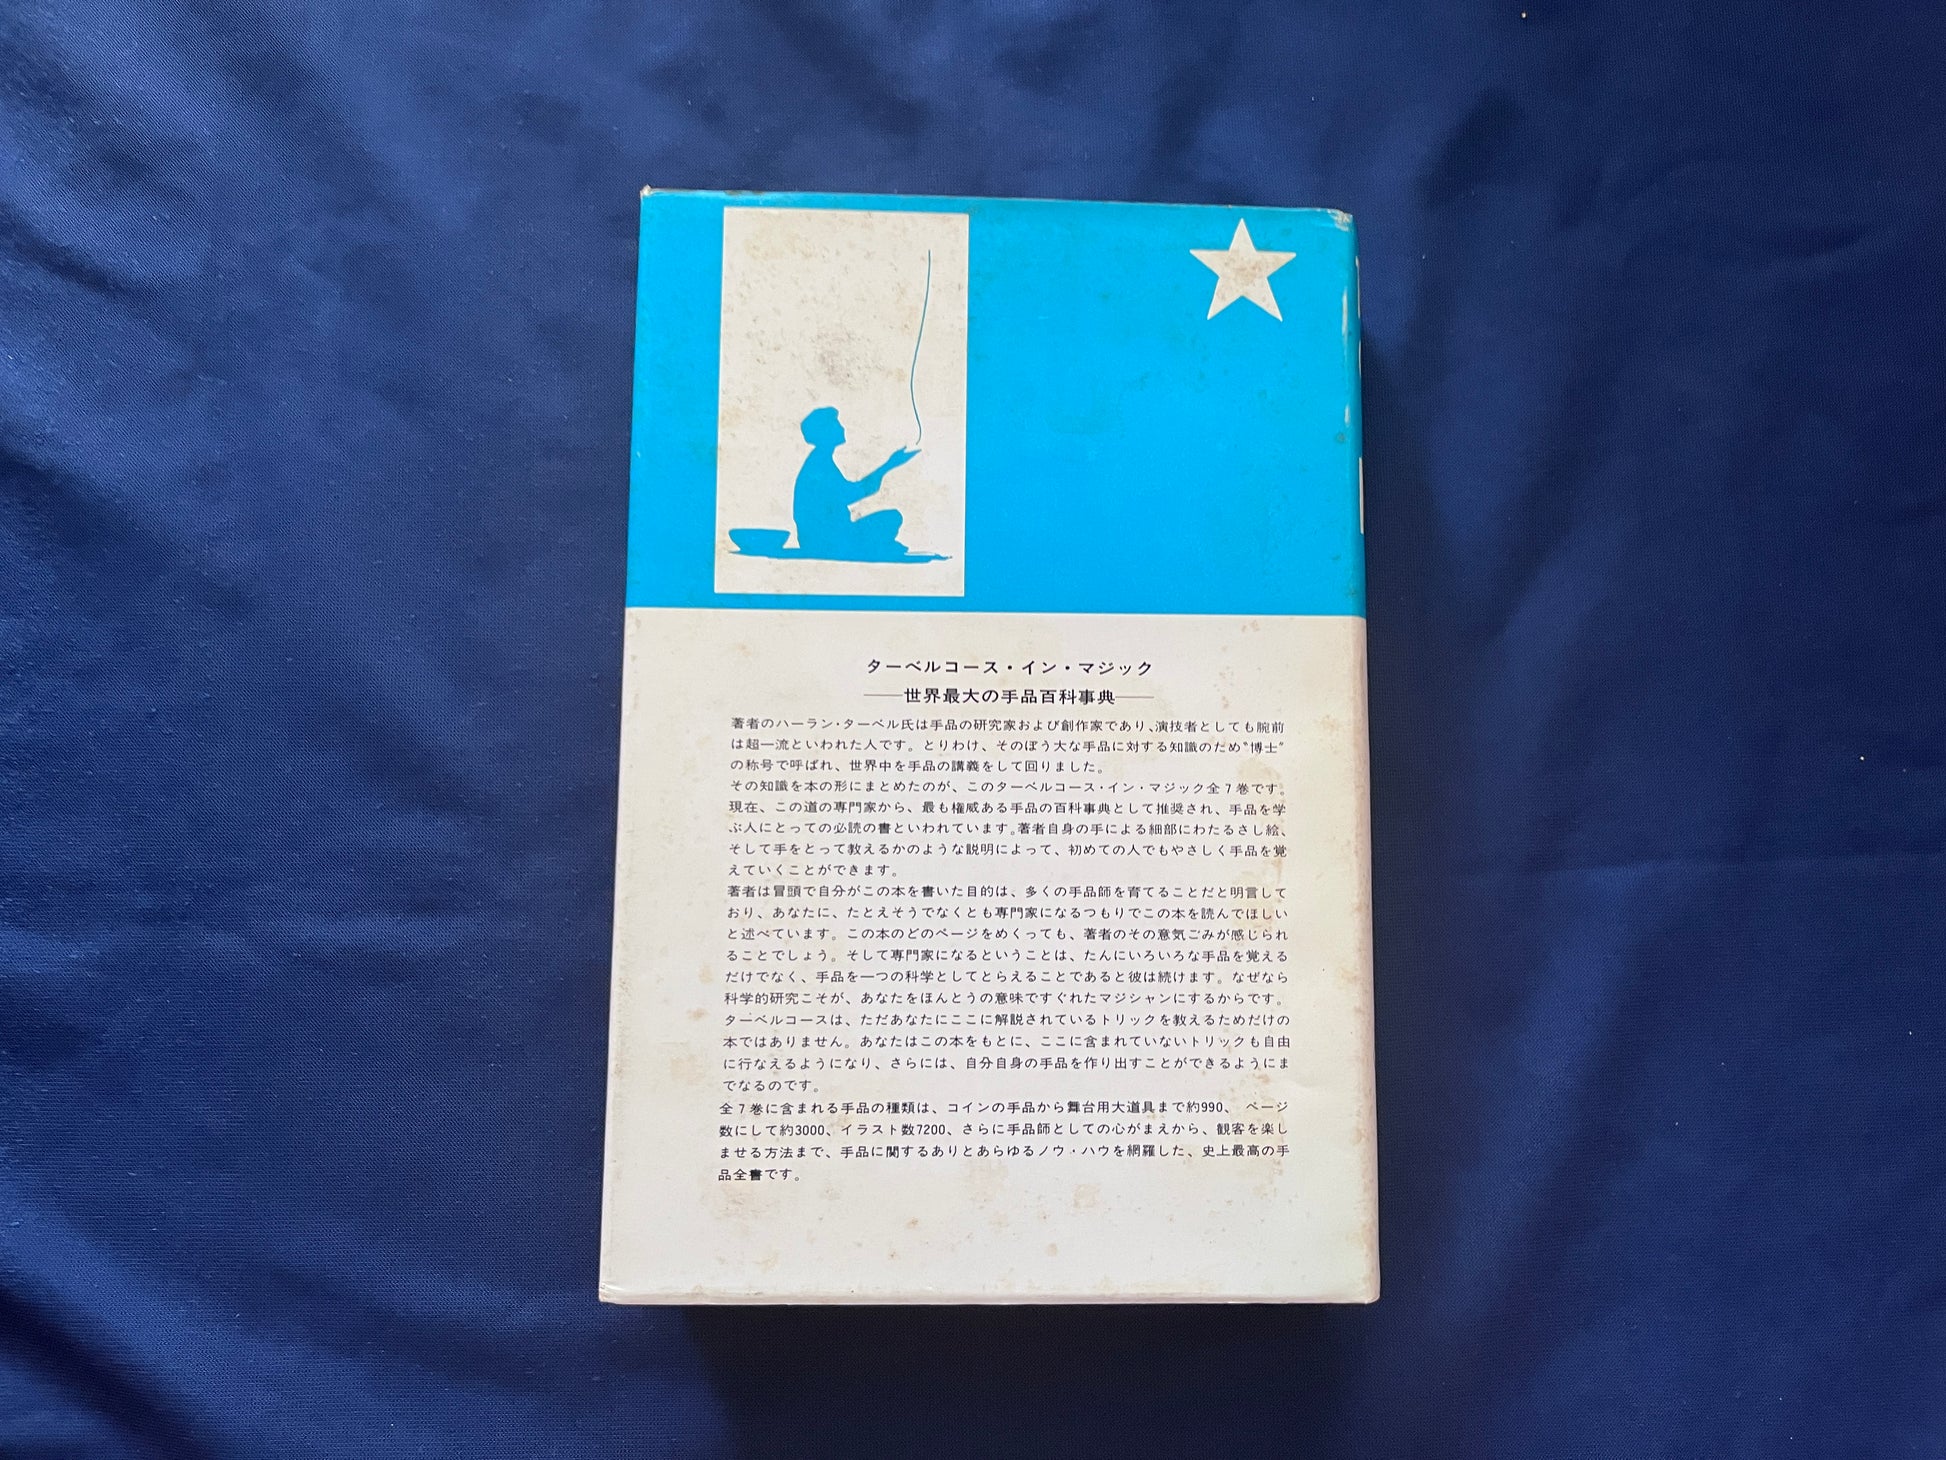 ターベルコース・イン・マジック
――世界最大の手品百科事典――
著者のハーラン・ターベル氏は手品の研究家および創作家であり、演技者としても腕前
は超一流といわれた人です。とりわけ、そのぼう大な手品に対する知識のため〝博士〟
の称号で呼ばれ、世界中を手品の講義をして回りました。
その知識を本の形にまとめたのが、このターベルコース・イン・マジック全7巻です。
現在、この道の専門家から、最も権威ある手品の百科事典として推奨され、手品を学
ぶ人にとっての必読の書といわれています。著者自身の手による細部にわたるさし絵、
そして手をとって教えるかのような説明によって、初めての人でもやさしく手品を覚
えていくことができます。
著者は冒頭で自分がこの本を書いた目的は、多くの手品師を育てることだと明言して
おり、あなたに、たとえそうでなくとも専門家になるつもりでこの本を読んでほしい
と述べています。この本のどのページをめくっても、著者のその意気ごみが感じられ
ることでしょう。そして専門家になるということは、たんにいろいろな手品を覚える
だけでなく、手品を一つの科学としてとらえることであると彼は続けます。なぜなら
科学的研究こそが、あなたをほんとうの意味ですぐれたマジシャンにするからです。
ターベルコースは、ただあなたにここに解説されているトリックを教えるためだけの
本ではありません。あなたはこの本をもとに、ここに含まれていないトリックも自由
に行なえるようになり、さらには、自分自身の手品を作り出すことができるようにま
でなるのです。
全7巻に含まれる手品の種類は、コインの手品から舞台用大道具まで約990、 ページ
数にして約3000、イラスト数7200、さらに手品師としての心がまえから、観客を楽し
ませる方法まで、手品に関するありとあらゆるノウ・ハウを網羅した、史上最高の手
品全書です。